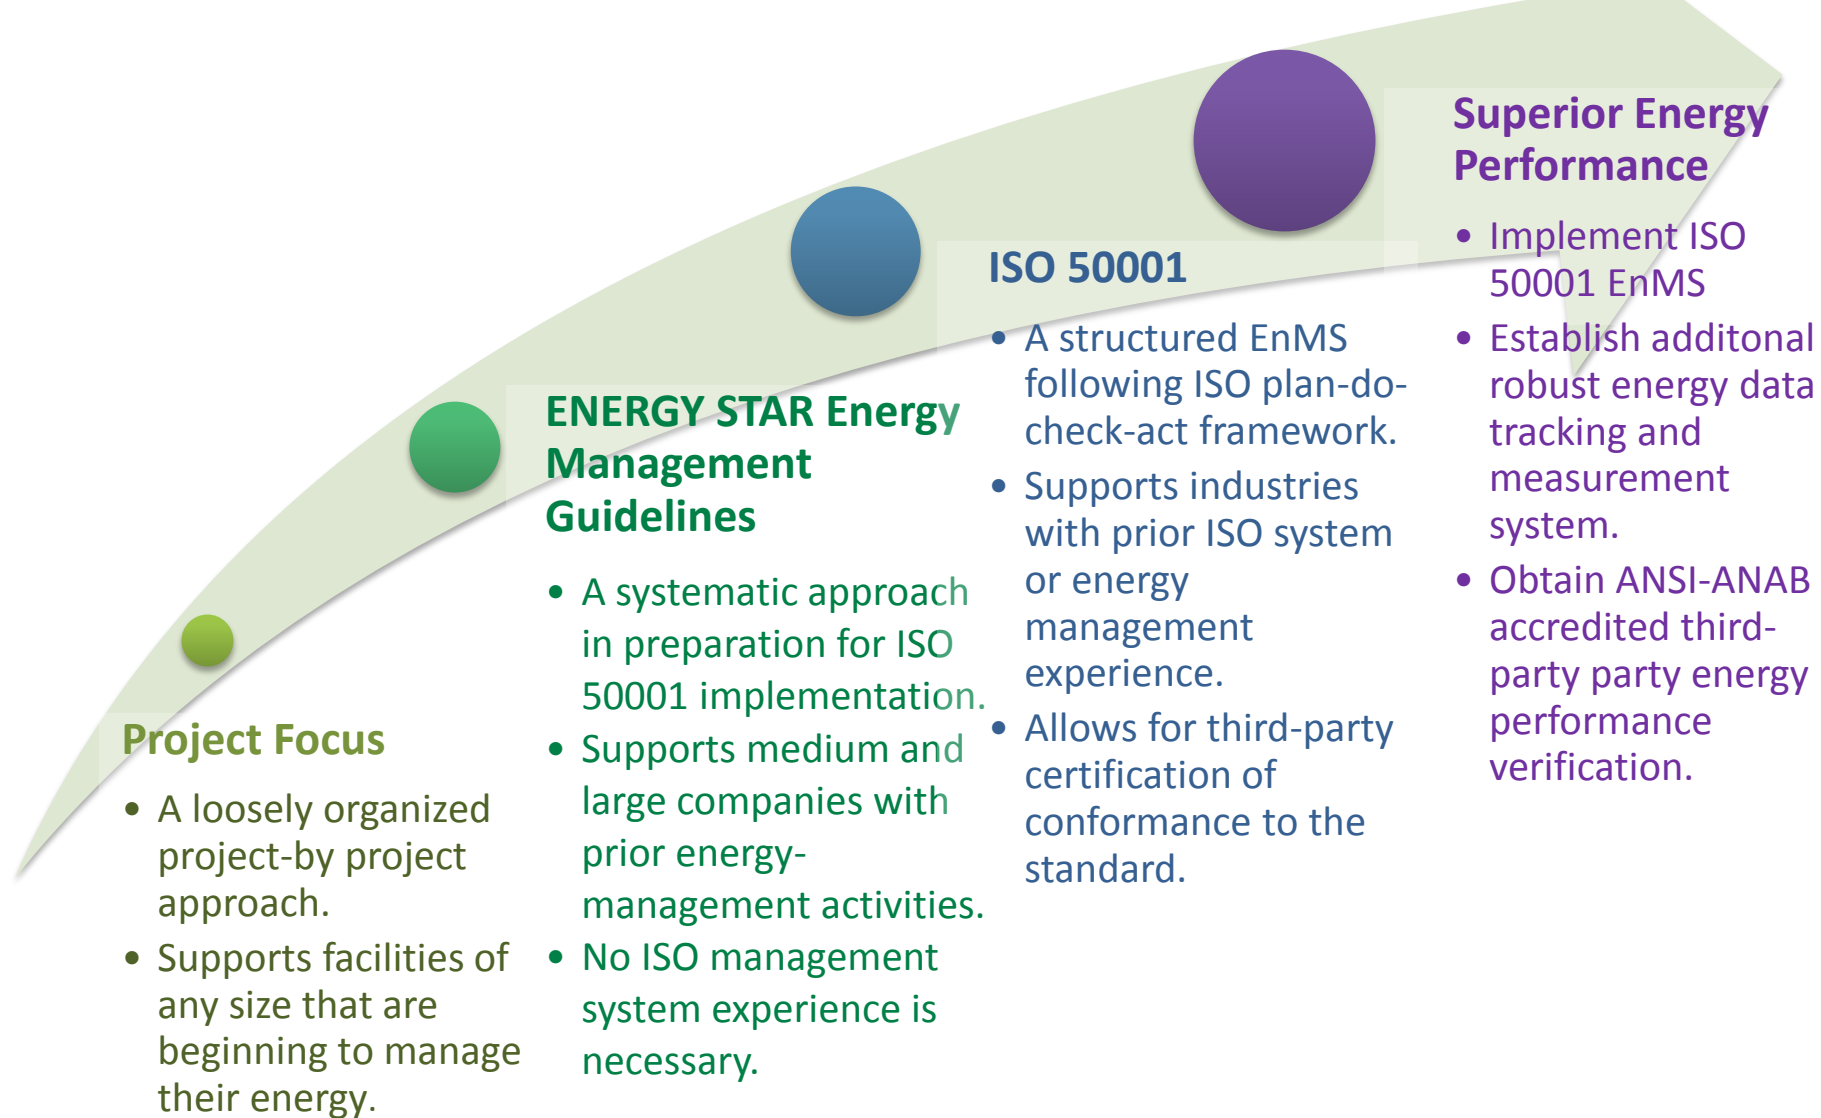 Project Focus
• A loosely organized
project-by project
approach.
• Supports facilities of
any size that are
beginning to manage
their energy.
ENERGY STAR Energy
Management
Guidelines
• A systematic approach
in preparation for ISO
50001 implementation.
• Supports medium and
large companies with
prior energy-
management activities.
• No ISO management
system experience is
necessary.
ISO 50001
• A structured EnMS
following ISO plan-do-
check-act framework.
• Supports industries
with prior ISO system
or energy
management
experience.
• Allows for third-party
certification of
conformance to the
standard.
Superior Energy
Performance
• Implement ISO
50001 EnMS
• Establish additonal
robust energy data
tracking and
measurement
system.
• Obtain ANSI-ANAB
accredited third-
party party energy
performance
verification.